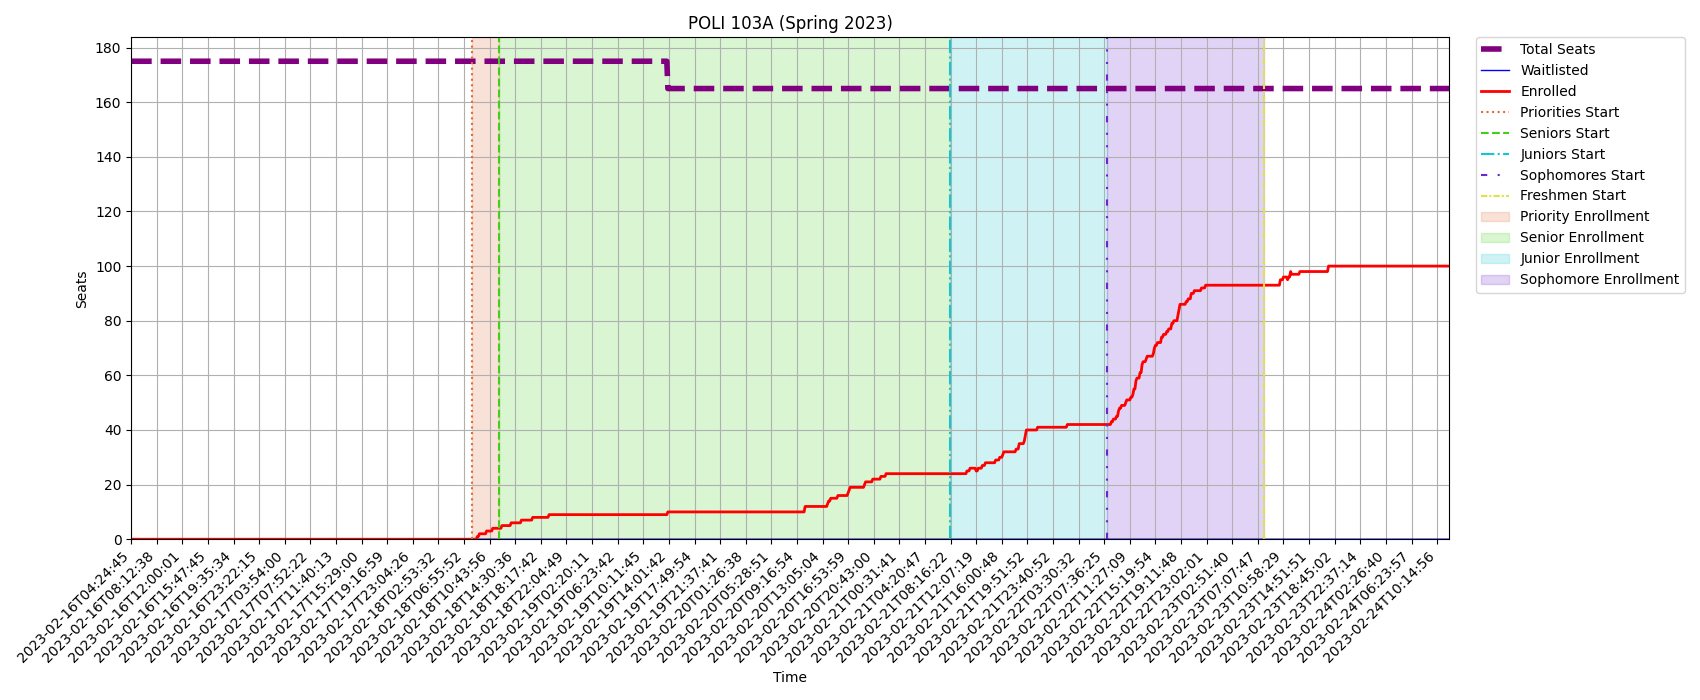 POLI 103A (Spring 2023)
Seats
180
160
140
120
100
80
60
40
20
0
2023-02-16T04:24:45
2023-02-16T08:12:38
2023-02-16T12:00:01
2023-02-16T15:47:45
2023-02-16T19:35:34
2023-02-16T23:22:15
2023-02-17T03:54:00
2023-02-17T07:52:22
2023-02-17T11:40:13
2023-02-17T15:29:00
2023-02-17T19:16:59
2023-02-17T23:04:26
2023-02-18T02:53:32
2023-02-18T06:55:52
2023-02-18T10:43:56
2023-02-18T14:30:36
2023-02-18T18:17:42
2023-02-18T22:04:49
2023-02-19T02:20:11
2023-02-19T06:23:42
2023-02-19T10:11:45
2023-02-19T14:01:42
2023-02-19T17:49:54
2023-02-19T21:37:41
2023-02-20T01:26:38
2023-02-20T05:28:51
2023-02-20T09:16:54
2023-02-20T13:05:04
2023-02-20T16:53:59
2023-02-20T20:43:00
2023-02-21T00:31:41
2023-02-21T04:20:47
2023-02-21T08:16:22
2023-02-21T12:07:19
2023-02-21T16:00:48
2023-02-21T19:51:52
2023-02-21T23:40:52
2023-02-22T03:30:32
2023-02-22T07:36:25
2023-02-22T11:27:09
2023-02-22T15:19:54
2023-02-22T19:11:48
2023-02-22T23:02:01
2023-02-23T02:51:40
2023-02-23T07:07:47
2023-02-23T10:58:29
2023-02-23T14:51:51
2023-02-23T18:45:02
2023-02-23T22:37:14
2023-02-24T02:26:40
2023-02-24T06:23:57
2023-02-24T10:14:56
Time
Total Seats
Waitlisted
Enrolled
Priorities Start
Seniors Start
Juniors Start
Sophomores Start
Freshmen Start
Priority Enrollment
Senior Enrollment
Junior Enrollment
Sophomore Enrollment